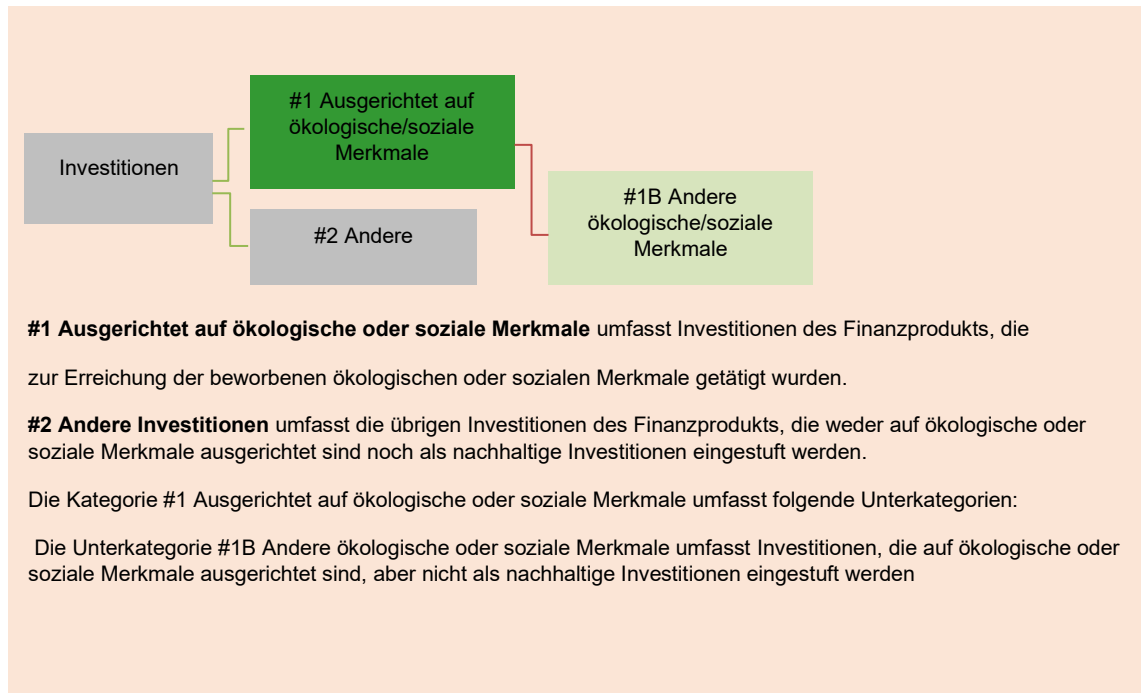 Investitionen
#1 Ausgerichtet auf
ökologische/soziale
Merkmale
#2 Andere
#1B Andere
ökologische/soziale
Merkmale
#1 Ausgerichtet auf ökologische oder soziale Merkmale umfasst Investitionen des Finanzprodukts, die
zur Erreichung der beworbenen ökologischen oder sozialen Merkmale getätigt wurden.
#2 Andere Investitionen umfasst die übrigen Investitionen des Finanzprodukts, die weder auf ökologische oder
soziale Merkmale ausgerichtet sind noch als nachhaltige Investitionen eingestuft werden.
Die Kategorie #1 Ausgerichtet auf ökologische oder soziale Merkmale umfasst folgende Unterkategorien:
Die Unterkategorie #1B Andere ökologische oder soziale Merkmale umfasst Investitionen, die auf ökologische oder
soziale Merkmale ausgerichtet sind, aber nicht als nachhaltige Investitionen eingestuft werden